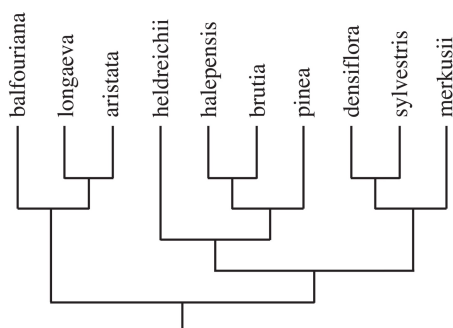 balfouriana
longaeva
aristata
heldreichii
halepensis
brutia
pinea
densiflora
sylvestris
merkusii